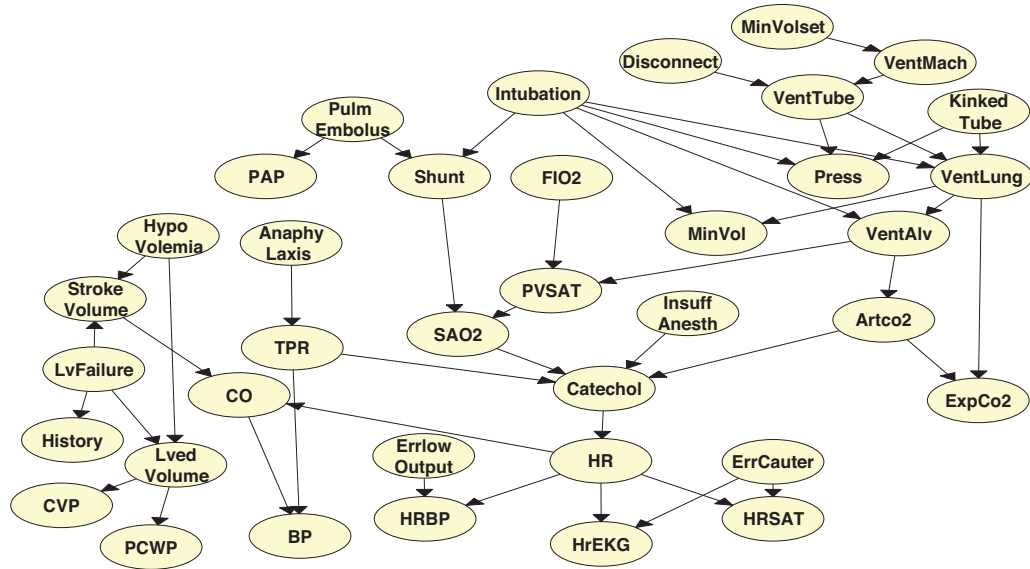 MinVolset
Disconnect
VentMach
Intubation
VentTube
Kinked
Tube
Pulm
Embolus
PAP
Shunt
FIO2
Press
VentLung
Hypo
Volemia
Anaphy
Laxis
MinVol
VentAlv
Stroke
Volume
PVSAT
Insuff
Anesth
Artco2
TPR
SAO2
LvFailure
CO
Catechol
ExpCo2
History
Lved
Volume
Errlow
Output
HR
ErrCauter
CVP
PCWP
BP
HRBP
HrEKG
HRSAT